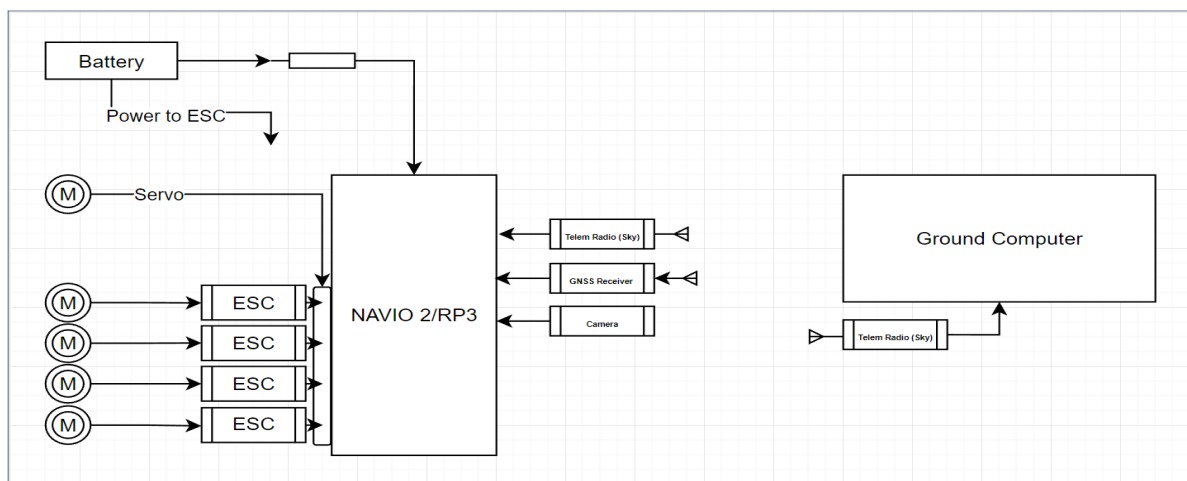 Battery
Power to ESC
M
Servo
Telem Radio (Sky)
Ground Computer
GNSS Receiver
M
ESC
NAVIO 2/RP3
Camera
Telem Radio (Sky)
M
ESC
M
ESC
M
ESC